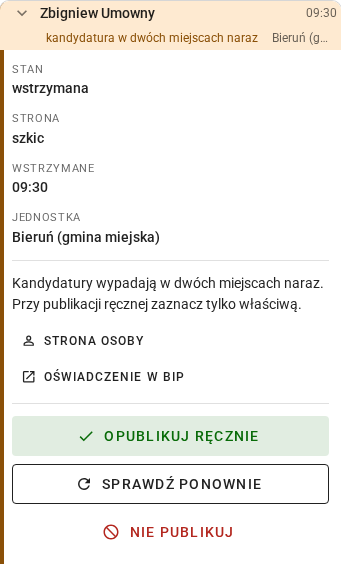 Zbigniew Umowny 09:30
kandydatura w dwóch miejscach naraz Bieruń (g…
STAN
wstrzymana
STRONA
szkic
WSTRZYMANE
09:30
JEDNOSTKA
Bieruń (gmina miejska)
Kandydatury wypadają w dwóch miejscach naraz.
Przy publikacji ręcznej zaznacz tylko właściwą.
STRONA OSOBY
OŚWIADCZENIE W BIP
OPUBLIKUJ RĘCZNIE
SPRAWDŹ PONOWNIE
NIE PUBLIKUJ